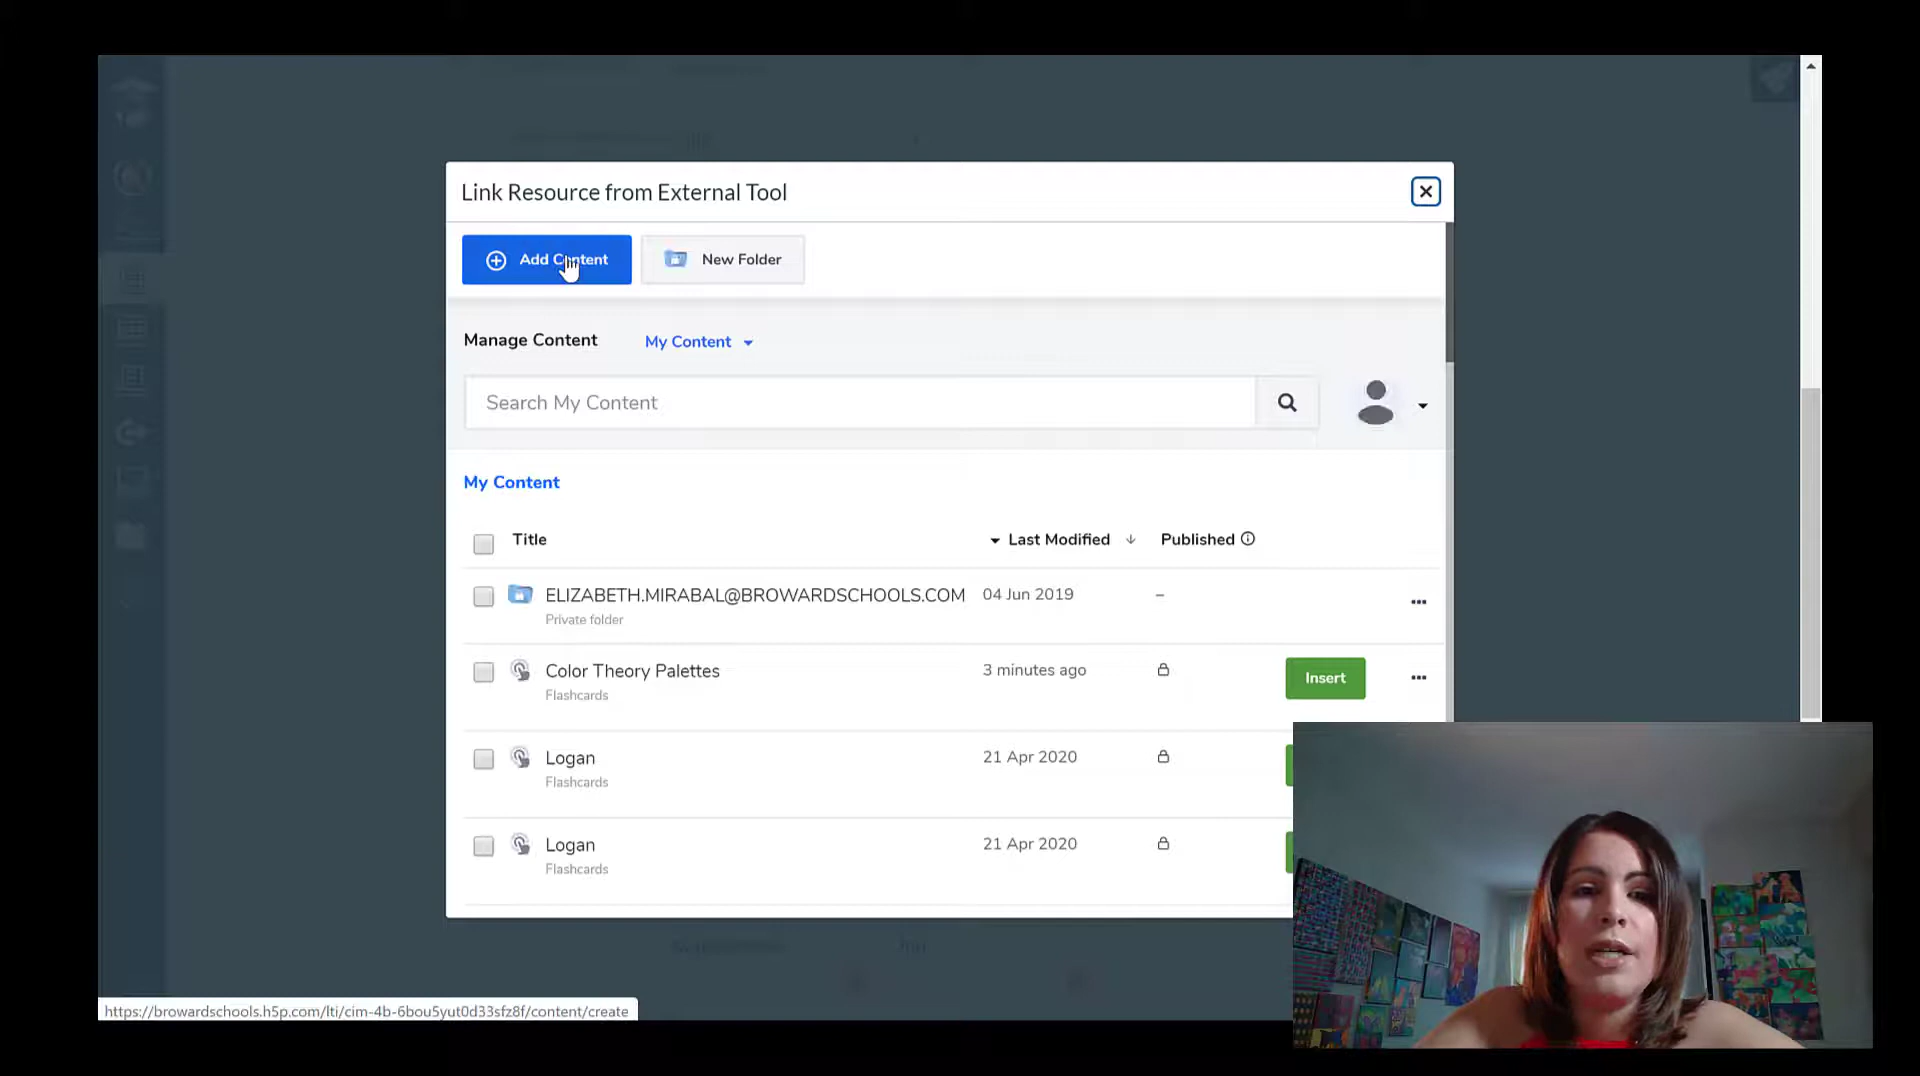 Link Resource from External Tool
Add Content
New Folder
Manage Content
My Content
Search My Content
My Content
Title
Last Modified
Published
ELIZABETH.MIRABAL@BROWARDSCHOOLS.COM
04 Jun 2019
–
Private folder
Color Theory Palettes
3 minutes ago
Insert
Flashcards
Logan
21 Apr 2020
Flashcards
Logan
21 Apr 2020
Flashcards
https://browardschools.h5p.com/lti/cim-4b-6bou5yut0d33sfz8f/content/create